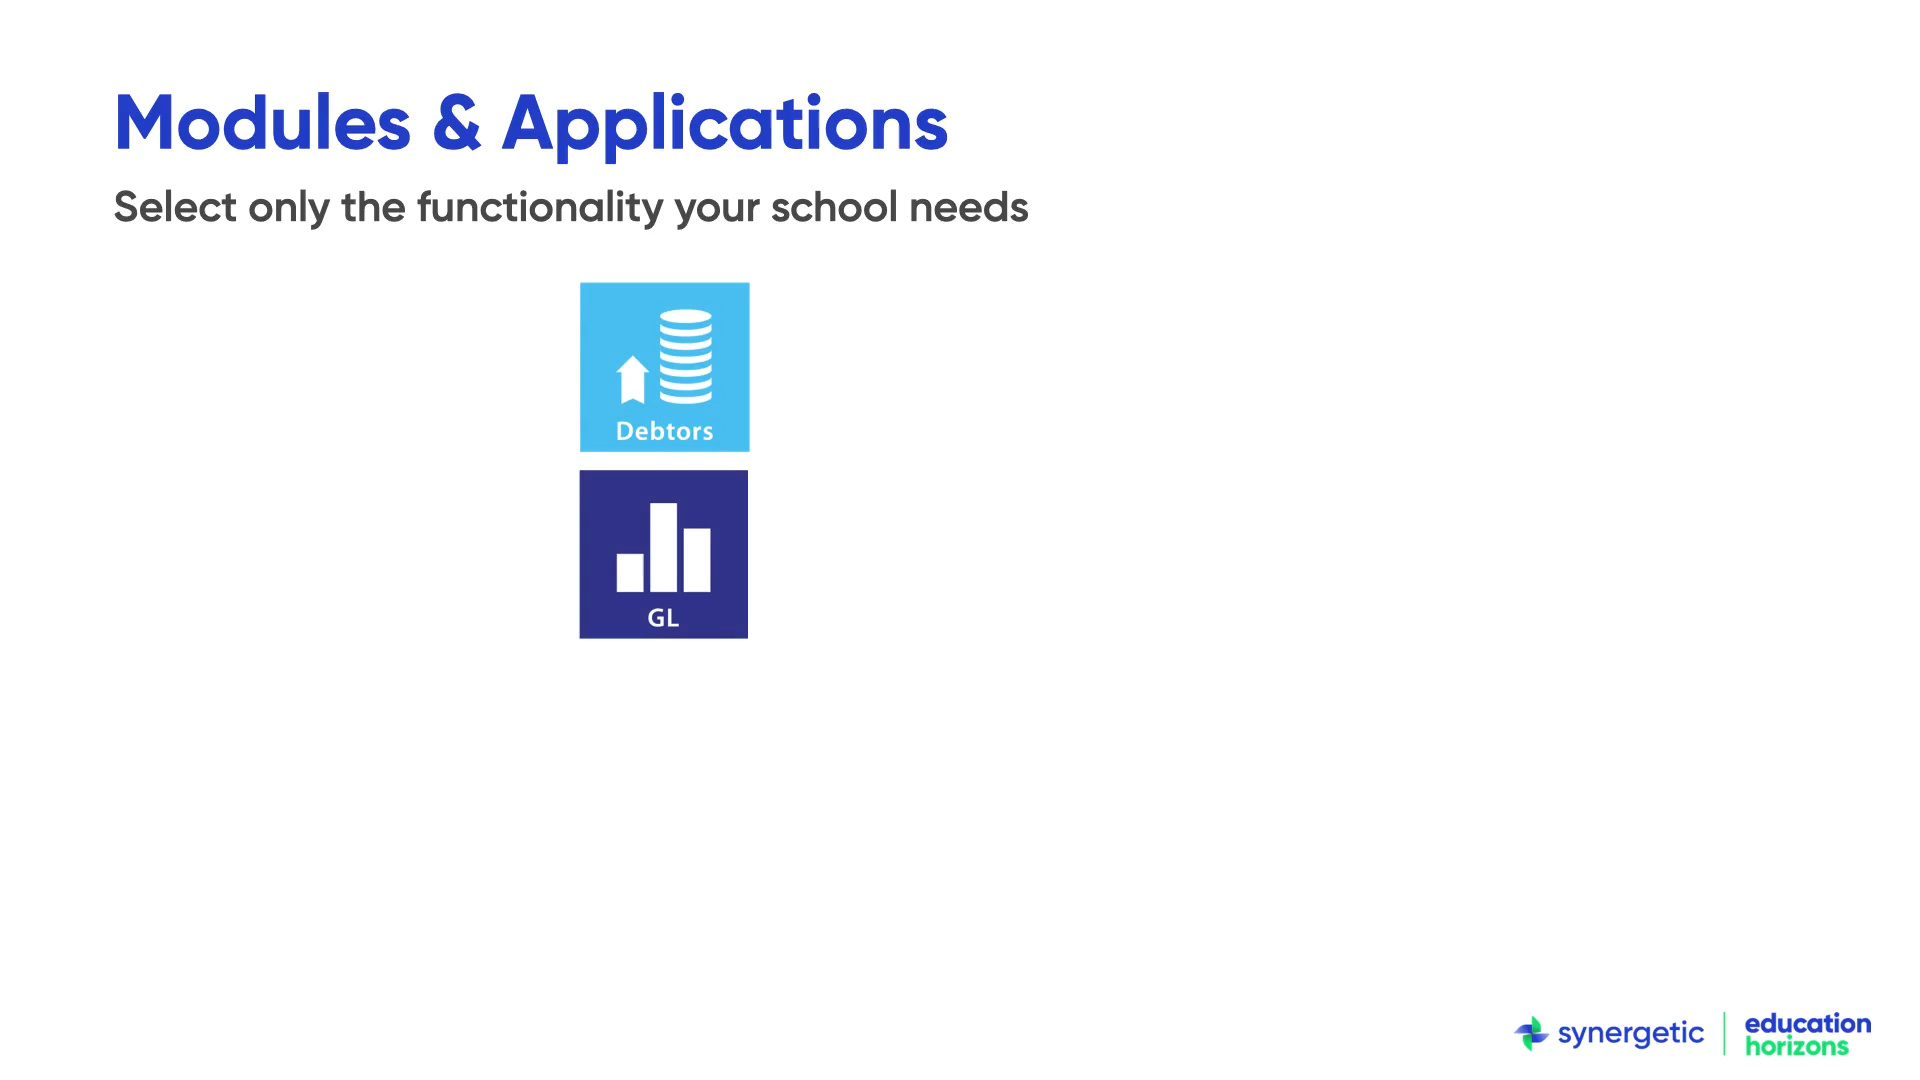 Modules & Applications
Select only the functionality your school needs
Debtors
GL
synergetic
education
horizons